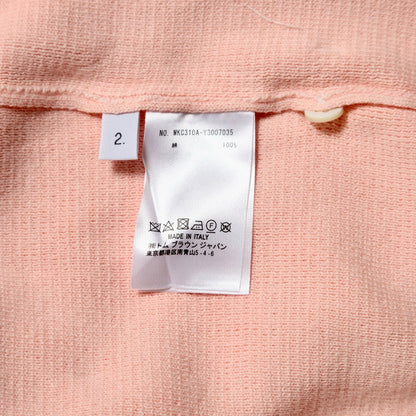 2.
NO. MKC310A-Y3007035
綿 100%
MADE IN ITALY
㈱トム ブラウン ジャパン
東京都港区南青山5-4-6